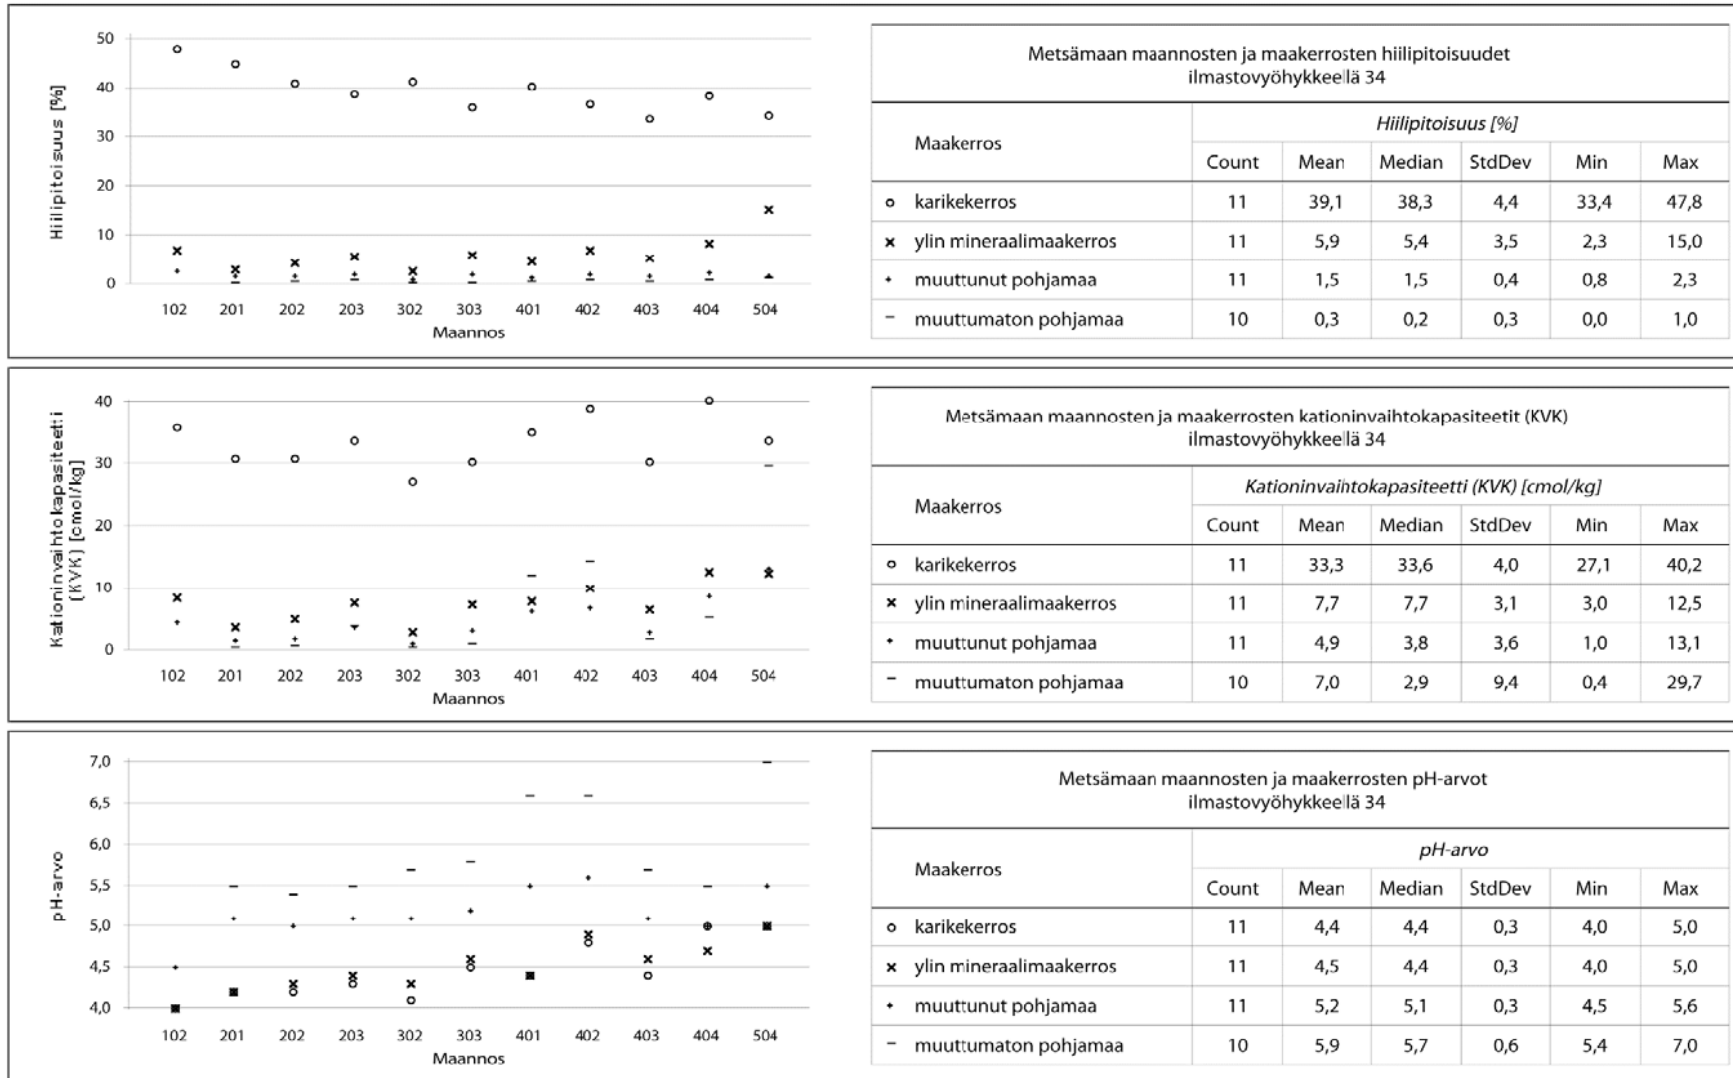 50
40
30
20
10
0
Hiilipitoisuus [%]
102 201 202 203 302 303 401 402 403 404 504
Maannos
Metsämaan maannosten ja maakerrosten hiilipitoisuudet
ilmastovyöhykkeellä 34
Maakerros
Hiilipitoisuus [%]
Count Mean Median StdDev Min Max
karikekerros 11 39,1 38,3 4,4 33,4 47,8
ylin mineraalimaakerros 11 5,9 5,4 3,5 2,3 15,0
muuttunut pohjamaa 11 1,5 1,5 0,4 0,8 2,3
muuttumaton pohjamaa 10 0,3 0,2 0,3 0,0 1,0
40
30
20
10
0
Kationinvaihtokapasiteeti
(KVK) [cmol/kg]
102 201 202 203 302 303 401 402 403 404 504
Maannos
Metsämaan maannosten ja maakerrosten kationinvaihtokapasiteetit (KVK)
ilmastovyöhykkeellä 34
Maakerros
Kationinvaihtokapasiteetti (KVK) [cmol/kg]
Count Mean Median StdDev Min Max
karikekerros 11 33,3 33,6 4,0 27,1 40,2
ylin mineraalimaakerros 11 7,7 7,7 3,1 3,0 12,5
muuttunut pohjamaa 11 4,9 3,8 3,6 1,0 13,1
muuttumaton pohjamaa 10 7,0 2,9 9,4 0,4 29,7
7,0
6,5
6,0
5,5
5,0
4,5
4,0
pH-arvo
102 201 202 203 302 303 401 402 403 404 504
Maannos
Metsämaan maannosten ja maakerrosten pH-arvot
ilmastovyöhykkeellä 34
Maakerros
pH-arvo
Count Mean Median StdDev Min Max
karikekerros 11 4,4 4,4 0,3 4,0 5,0
ylin mineraalimaakerros 11 4,5 4,4 0,3 4,0 5,0
muuttunut pohjamaa 11 5,2 5,1 0,3 4,5 5,6
muuttumaton pohjamaa 10 5,9 5,7 0,6 5,4 7,0